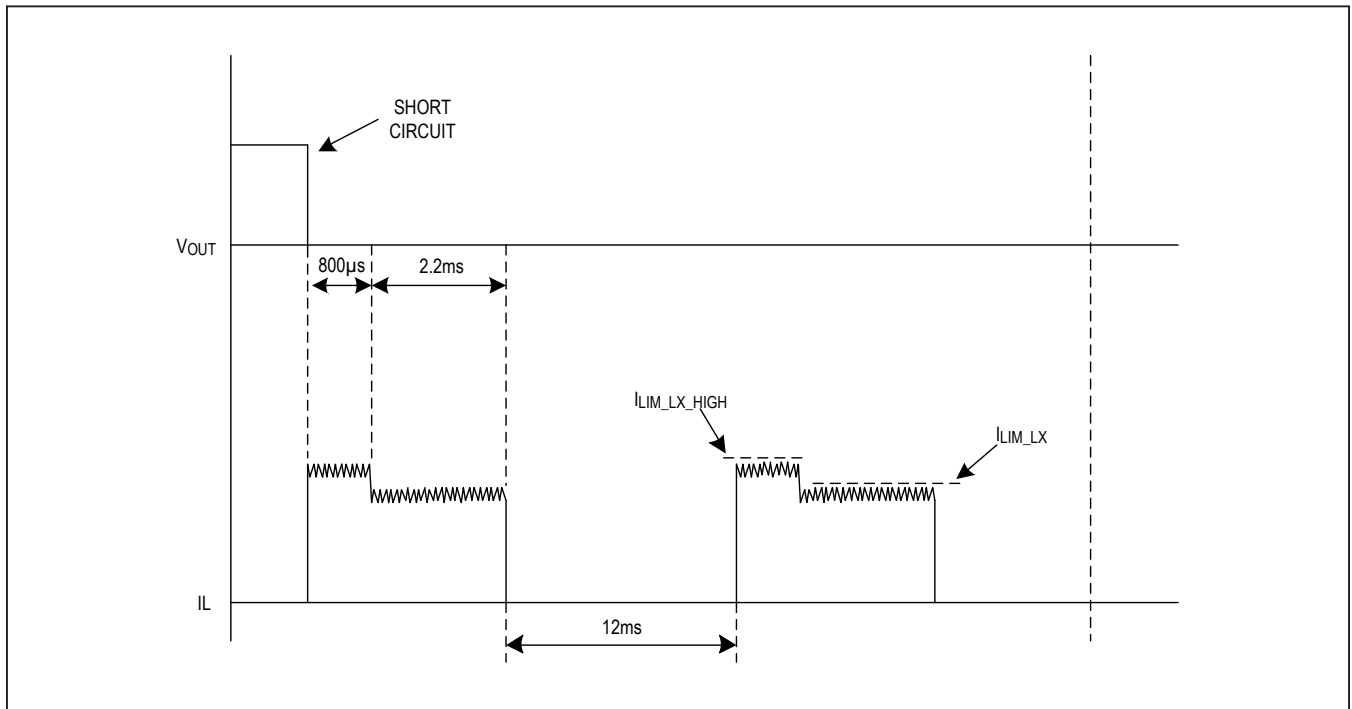 SHORT
CIRCUIT
VOUT
800µs
2.2ms
ILIM_LX_HIGH
ILIM_LX
IL
12ms